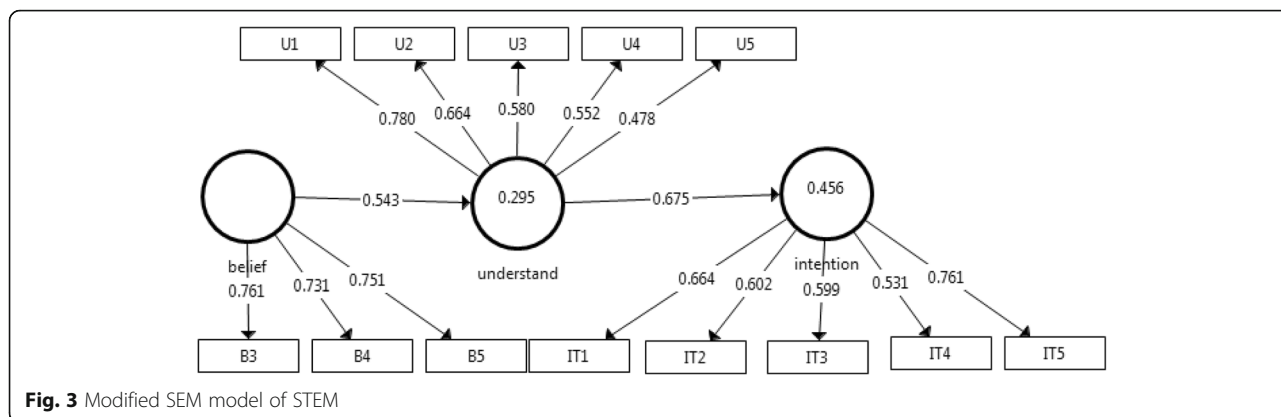 U1 U2 U3 U4 U5
0.780 0.664 0.580 0.552 0.478
0.543 0.295 0.675 0.456
belief understand intention
0.761 0.731 0.751 0.664 0.602 0.599 0.531 0.761
B3 B4 B5 IT1 IT2 IT3 IT4 IT5
Fig. 3 Modified SEM model of STEM